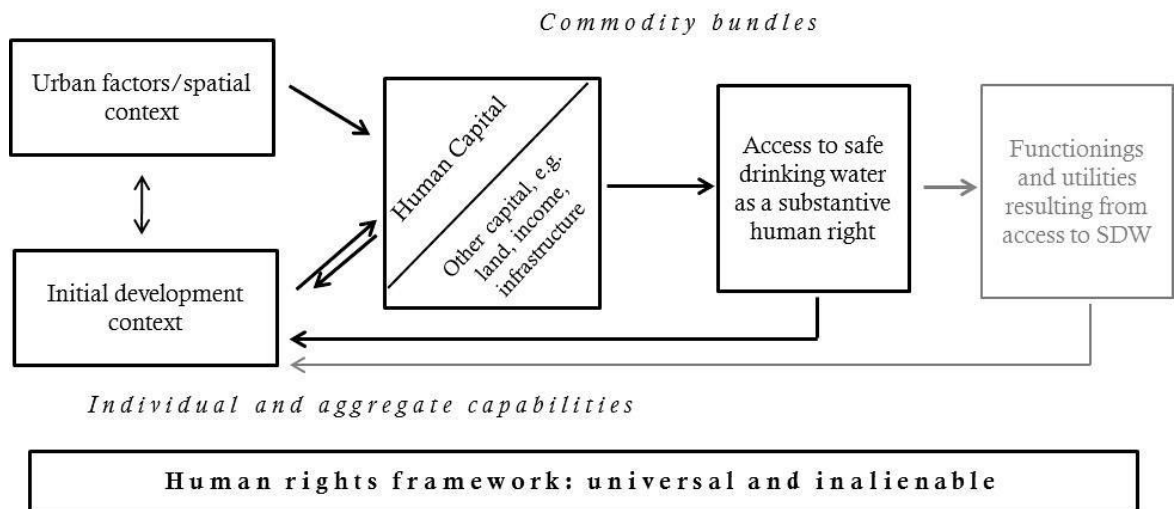 Commodity bundles
Urban factors/spatial
context
Human Capital
Other capital, e.g.
land, income,
infrastructure
Access to safe
drinking water
as a substantive
human right
Functionings
and utilities
resulting from
access to SDW
Initial development
context
Individual and aggregate capabilities
Human rights framework: universal and inalienable